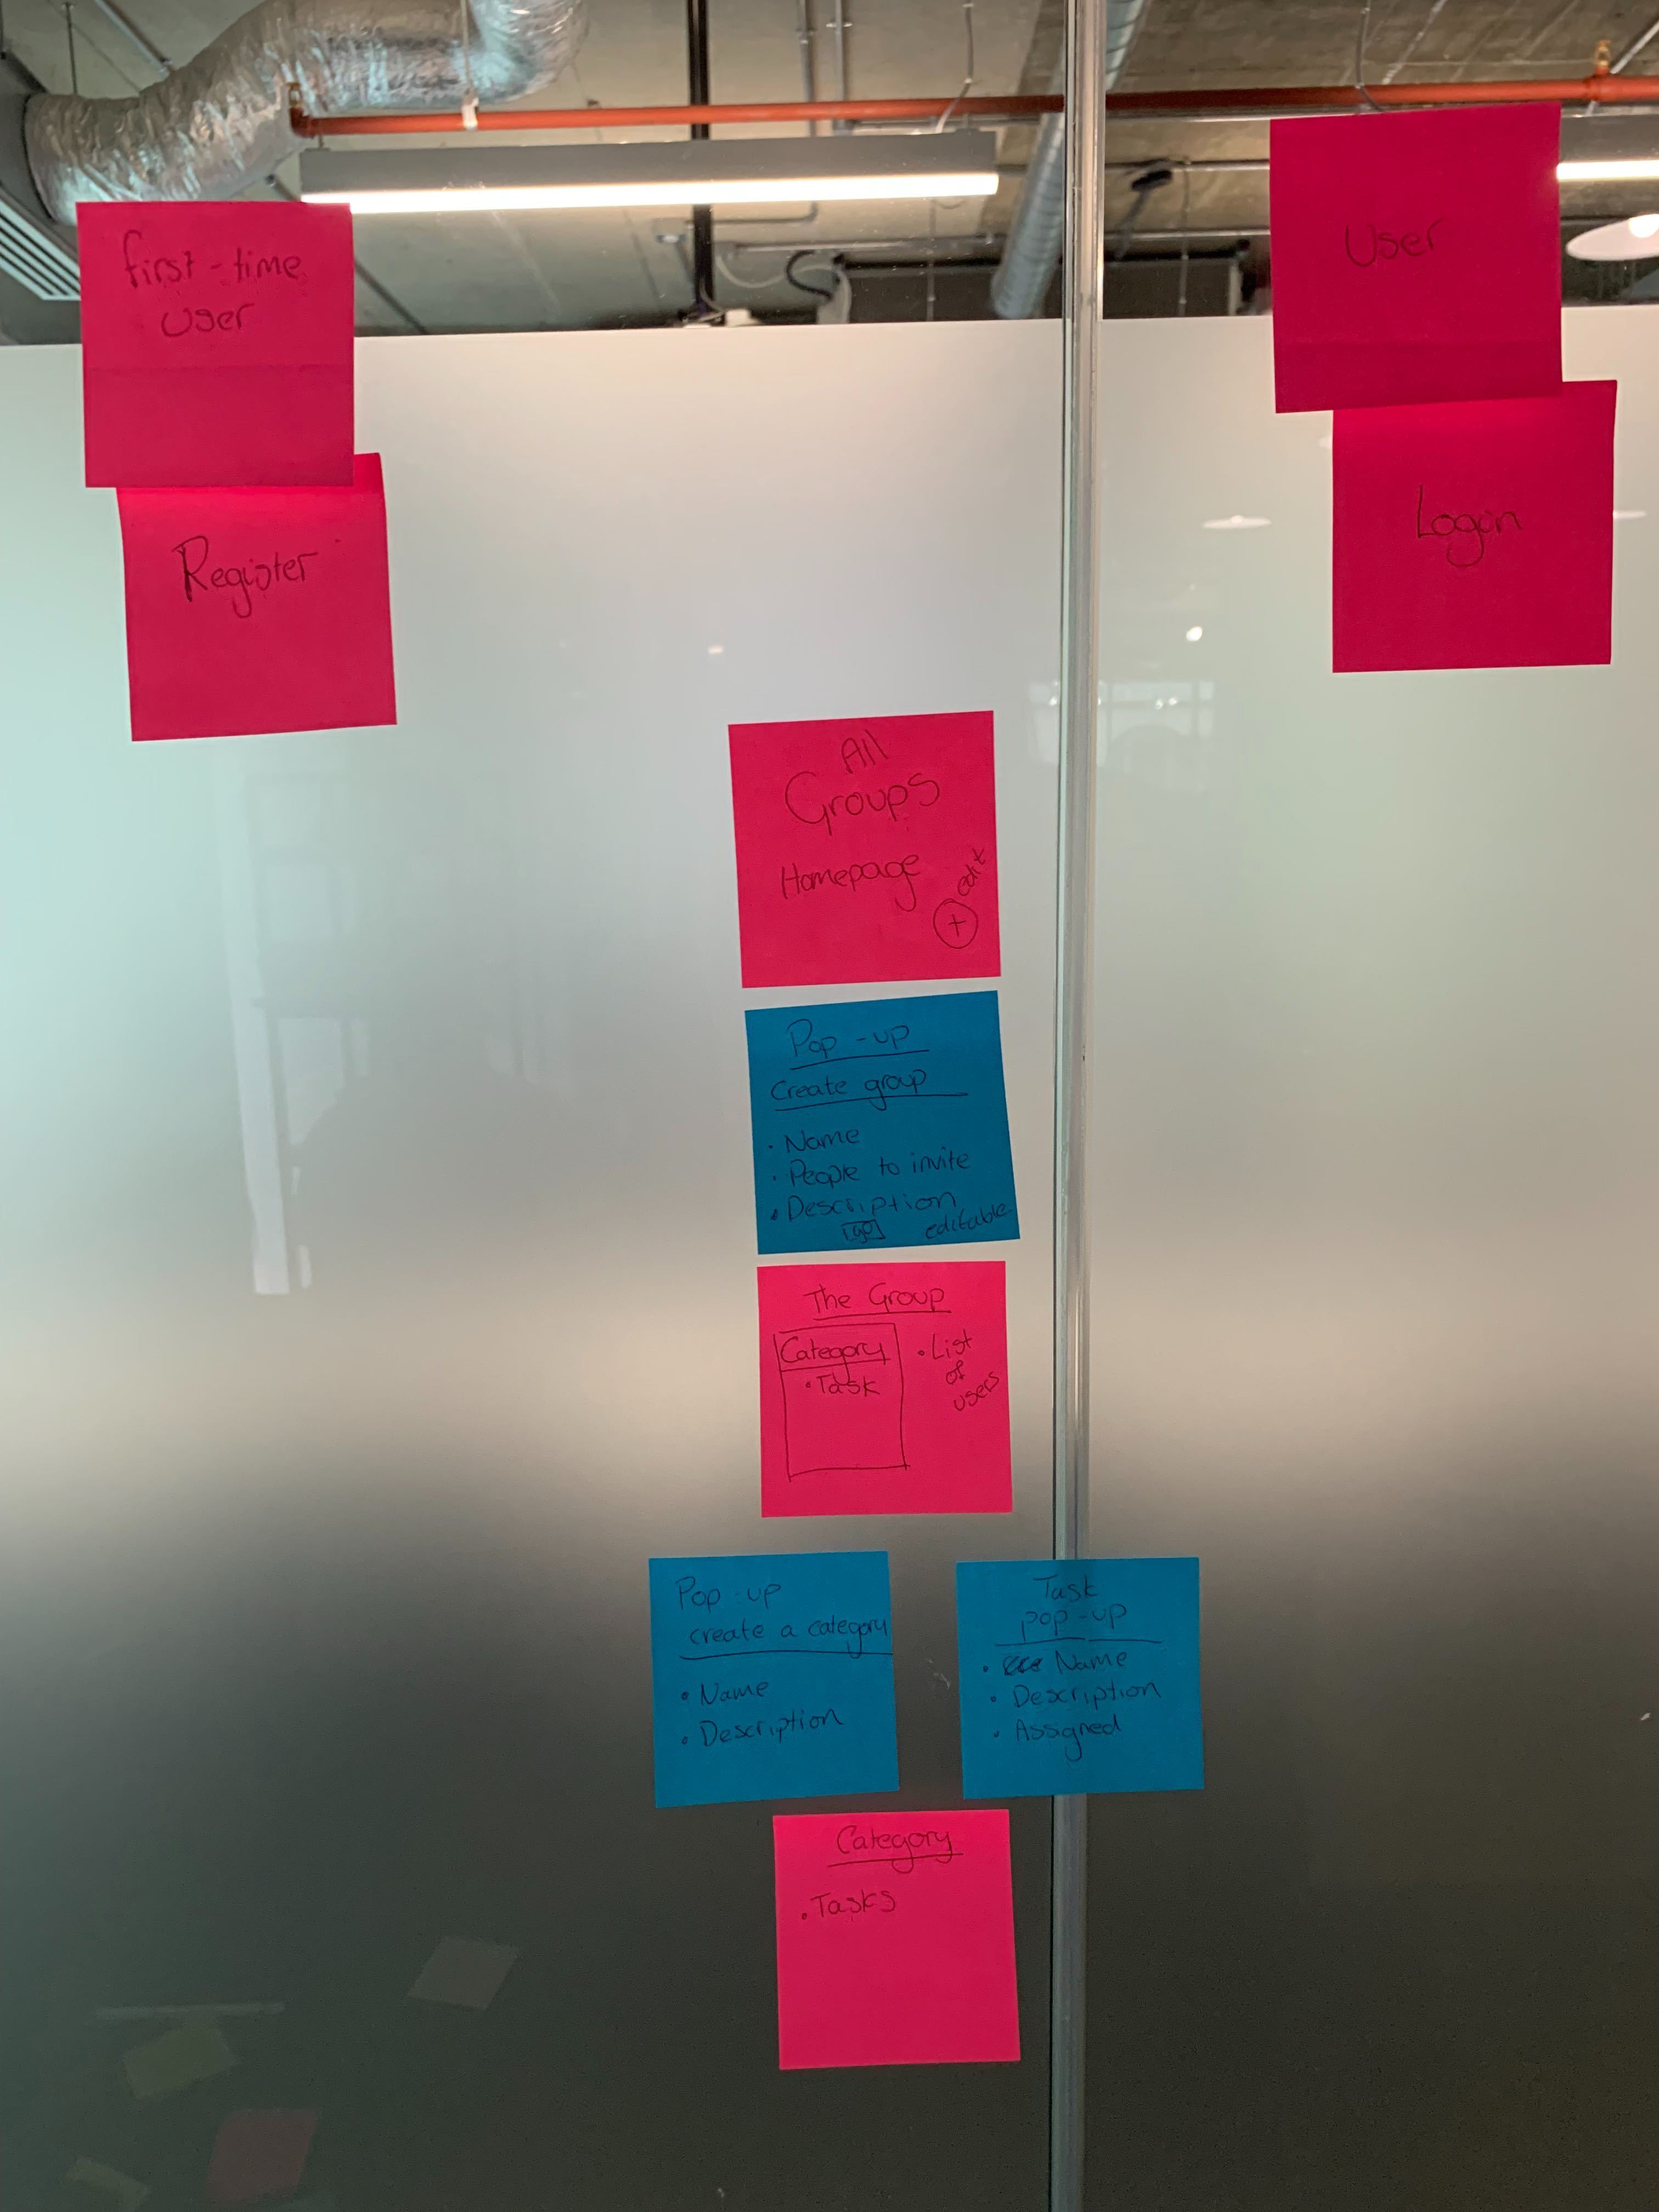 first-time
user
Register
User
Login
All
Groups
Homepage
edit
+
Pop-up
Create group
• Name
• People to invite
• Description
go
editable
The Group
Category
• Task
• List
of
users
Pop-up
create a category
• Name
• Description
Task
pop-up
• Name
• Description
• Assigned
Category
• Tasks